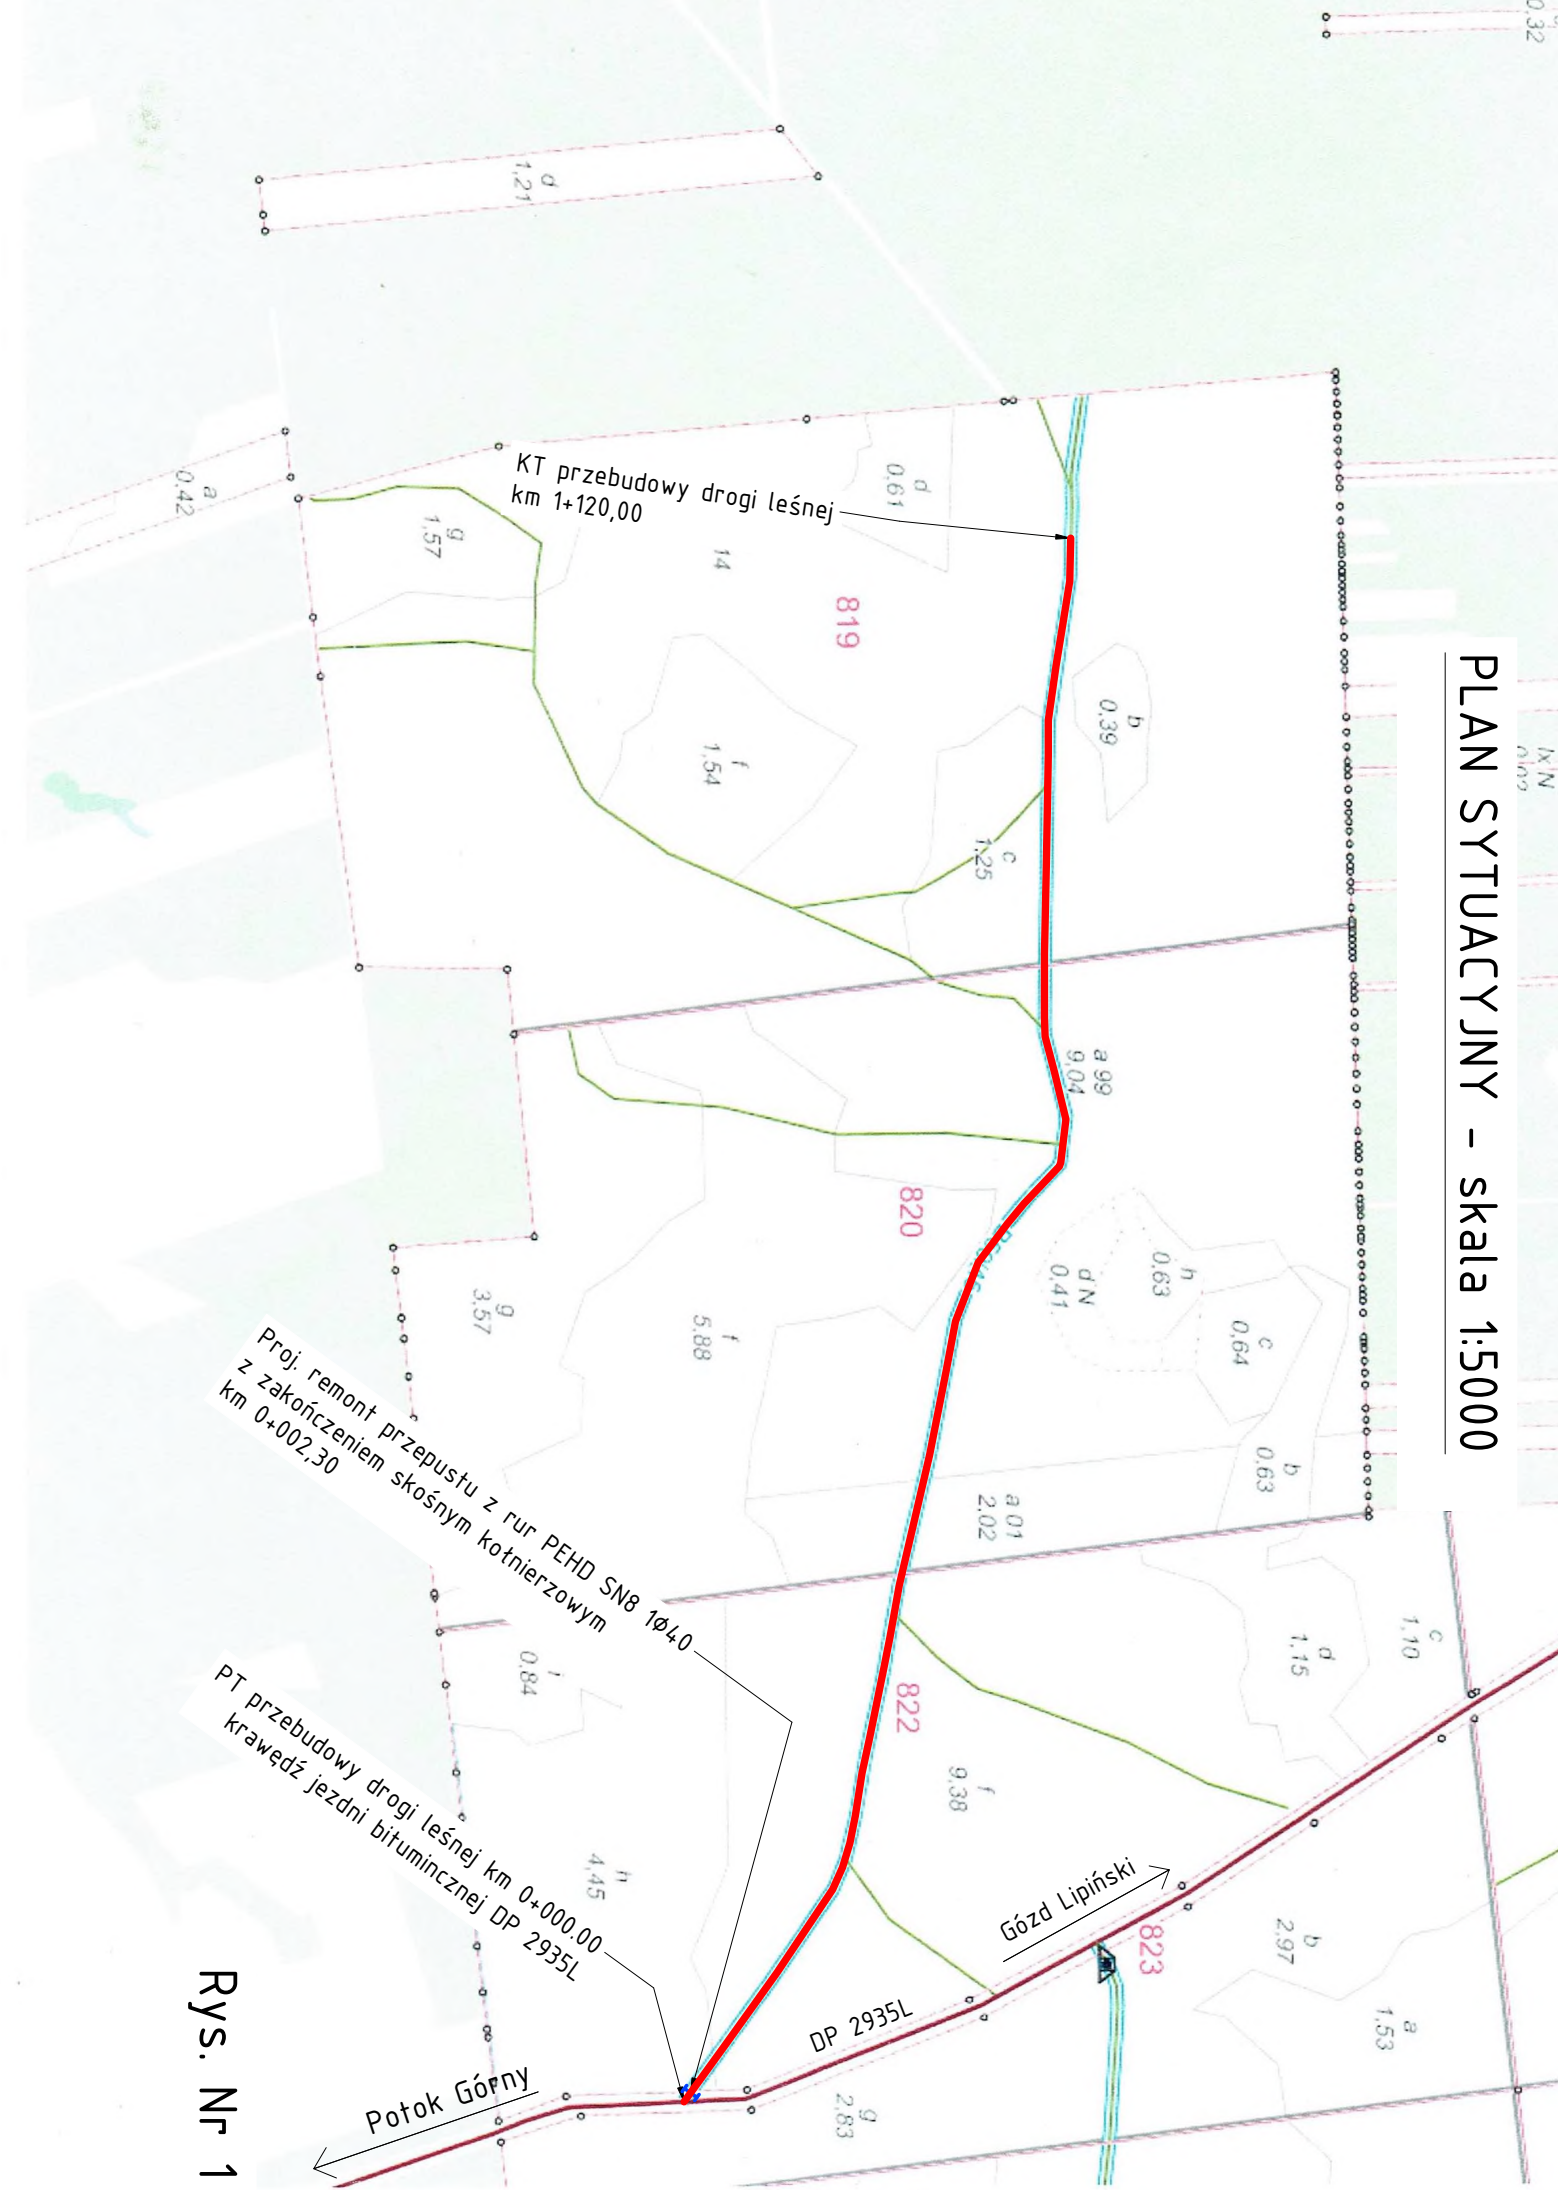 PLAN SYTUACYJNY - skala 1:5000
0,32
d
1,21
a
0,42
KT przebudowy drogi leśnej
km 1+120,00
d
0,61
g
1,57
14
819
b
0,39
f
1,54
c
1,25
a 99
9,04
820
h
0,63
d N
0,41
c
0,64
g
3,57
f
5,88
b
0,63
a 01
2,02
Proj. remont przepustu z rur PEHD SN8 1ø40
z zakończeniem skośnym kołnierzowym
km 0+002,30
c
1,10
d
1,15
i
0,84
822
f
9,38
PT przebudowy drogi leśnej km 0+000.00
krawędź jezdni bitumicznej DP 2935L
h
4,45
Gózd Lipiński
823
b
2,97
a
1,53
DP 2935L
g
2,83
Potok Górny
Rys. Nr 1